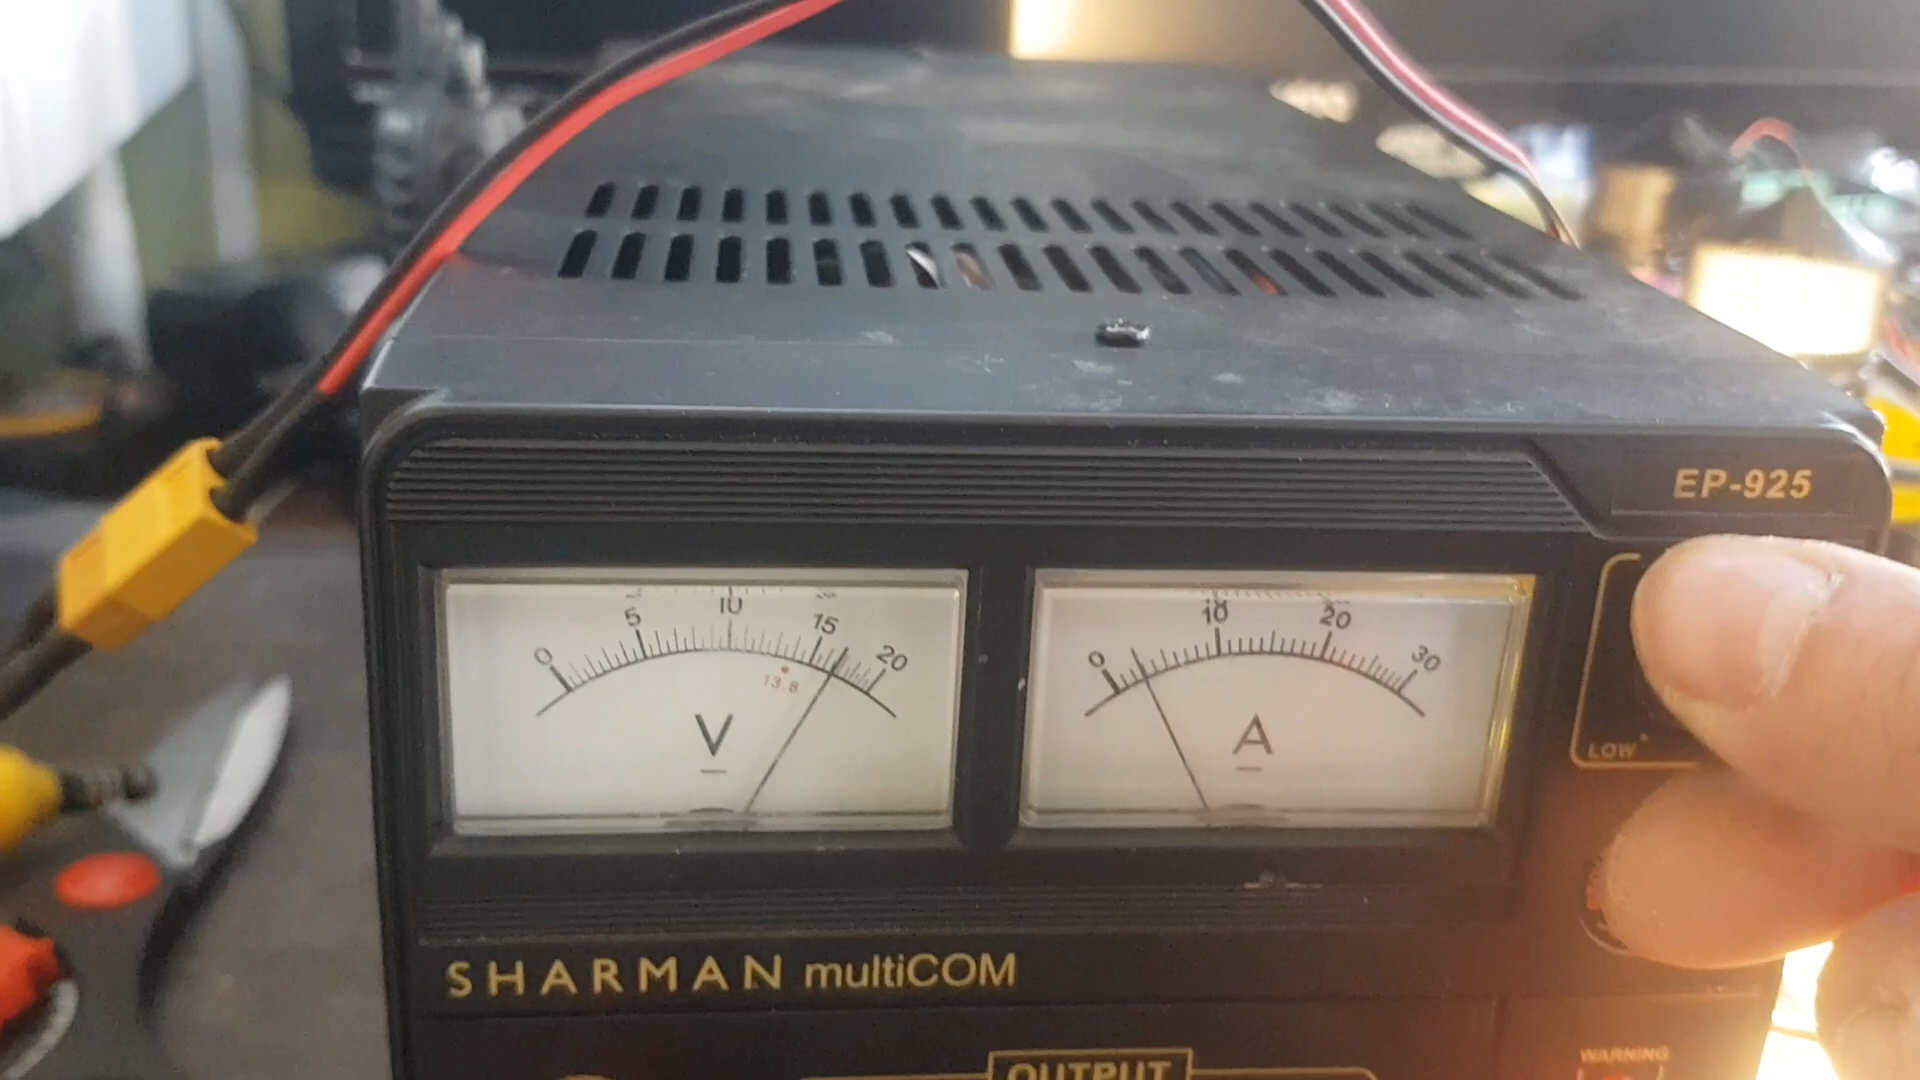 EP-925
0 5 10 15 20
13.8
V
0 10 20 30
A
LOW
SHARMAN multiCOM
OUTPUT
WARNING